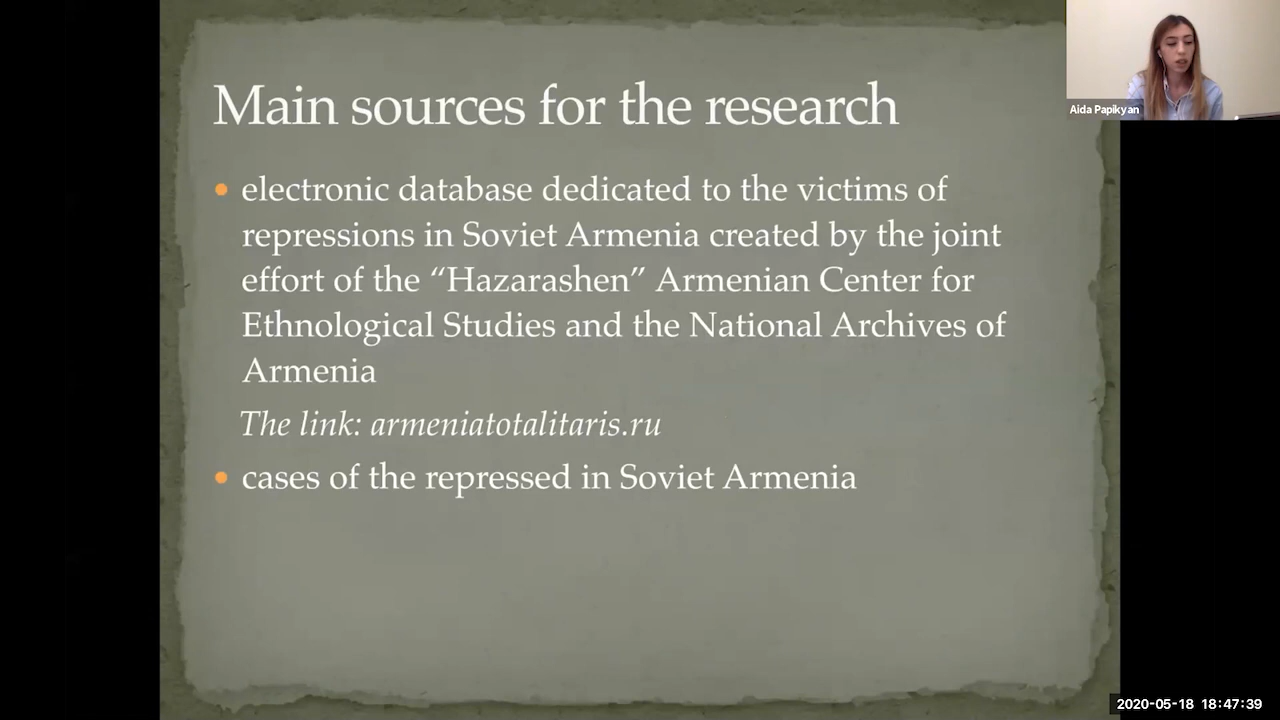 Main sources for the research
electronic database dedicated to the victims of
repressions in Soviet Armenia created by the joint
effort of the “Hazarashen” Armenian Center for
Ethnological Studies and the National Archives of
Armenia
The link: armeniatotalitaris.ru
cases of the repressed in Soviet Armenia
Aida Papikyan
2020-05-18 18:47:39